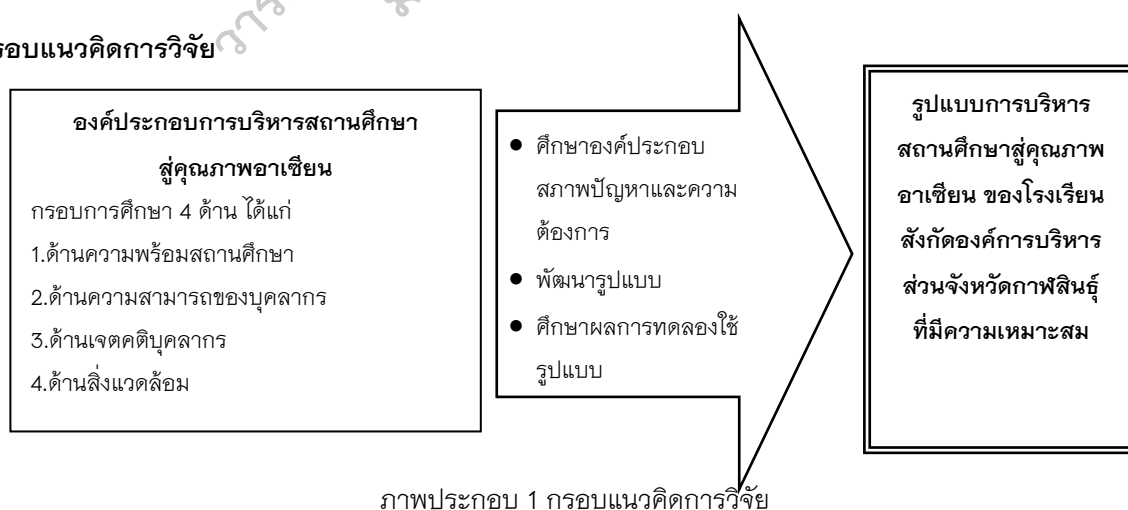 รอบแนวคิดการวิจัย
องค์ประกอบการบริหารสถานศึกษา
สู่คุณภาพอาเซียน
กรอบการศึกษา 4 ด้าน ได้แก่
1.ด้านความพร้อมสถานศึกษา
2.ด้านความสามารถของบุคลากร
3.ด้านเจตคติบุคลากร
4.ด้านสิ่งแวดล้อม
● ศึกษาองค์ประกอบ
สภาพปัญหาและความ
ต้องการ
● พัฒนารูปแบบ
● ศึกษาผลการทดลองใช้
รูปแบบ
รูปแบบการบริหาร
สถานศึกษาสู่คุณภาพ
อาเซียน ของโรงเรียน
สังกัดองค์การบริหาร
ส่วนจังหวัดกาฬสินธุ์
ที่มีความเหมาะสม
ภาพประกอบ 1 กรอบแนวคิดการวิจัย